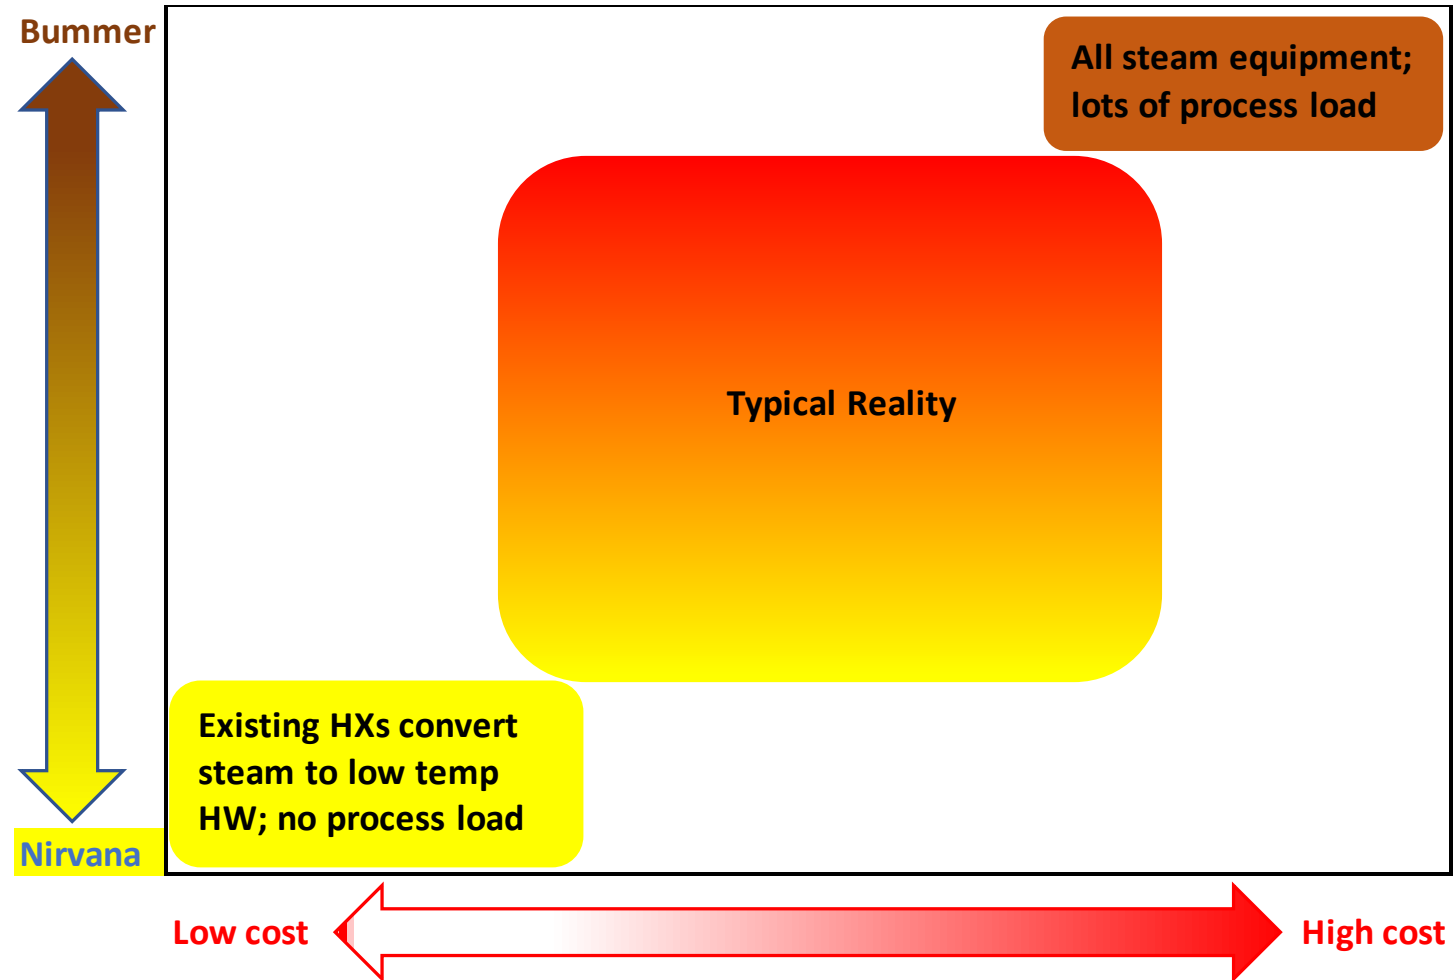 Bummer
All steam equipment;
lots of process load
Typical Reality
Existing HXs convert
steam to low temp
HW; no process load
Nirvana
Low cost
High cost